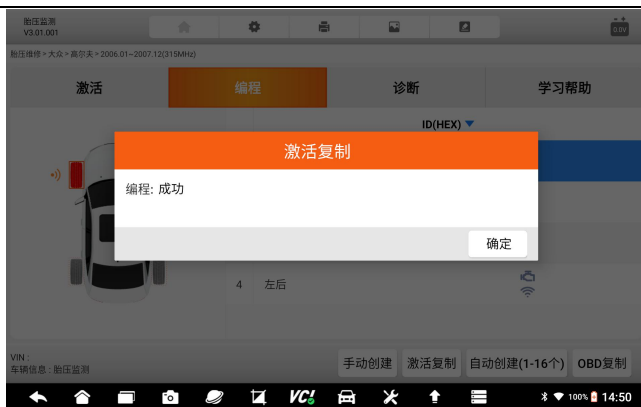 胎压监测
V3.01.001
0.0V
胎压维修 > 大众 > 高尔夫 > 2006.01~2007.12(315MHz)
激活
编程
诊断
学习帮助
ID(HEX)
激活复制
编程: 成功
确定
4 左后
VIN :
车辆信息 : 胎压监测
手动创建
激活复制
自动创建(1-16个)
OBD复制
VCI
100%
14:50